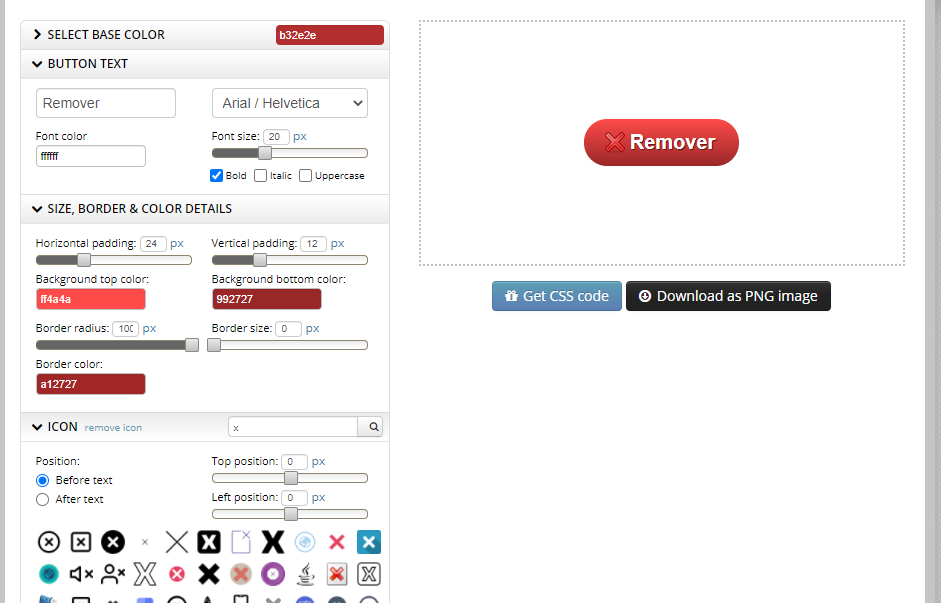 SELECT BASE COLOR
b32e2e
BUTTON TEXT
Remover
Arial / Helvetica
Font color
Font size: 20 px
ffffff
Bold Italic Uppercase
SIZE, BORDER & COLOR DETAILS
Horizontal padding: 24 px
Vertical padding: 12 px
Background top color:
Background bottom color:
ff4a4a
992727
Border radius: 100 px
Border size: 0 px
Border color:
a12727
ICON remove icon
x
Position:
Top position: 0 px
Before text
After text
Left position: 0 px
Remover
Get CSS code
Download as PNG image